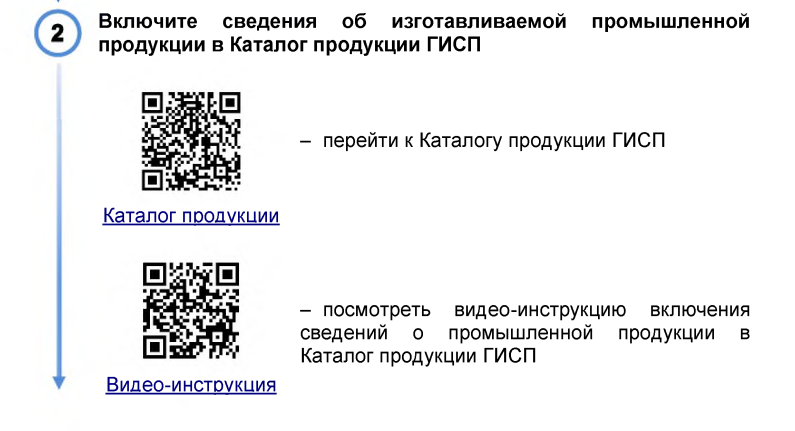 2
Включите сведения об изготавливаемой промышленной
продукции в Каталог продукции ГИСП
– перейти к Каталогу продукции ГИСП
Каталог продукции
– посмотреть видео-инструкцию включения
сведений о промышленной продукции в
Каталог продукции ГИСП
Видео-инструкция